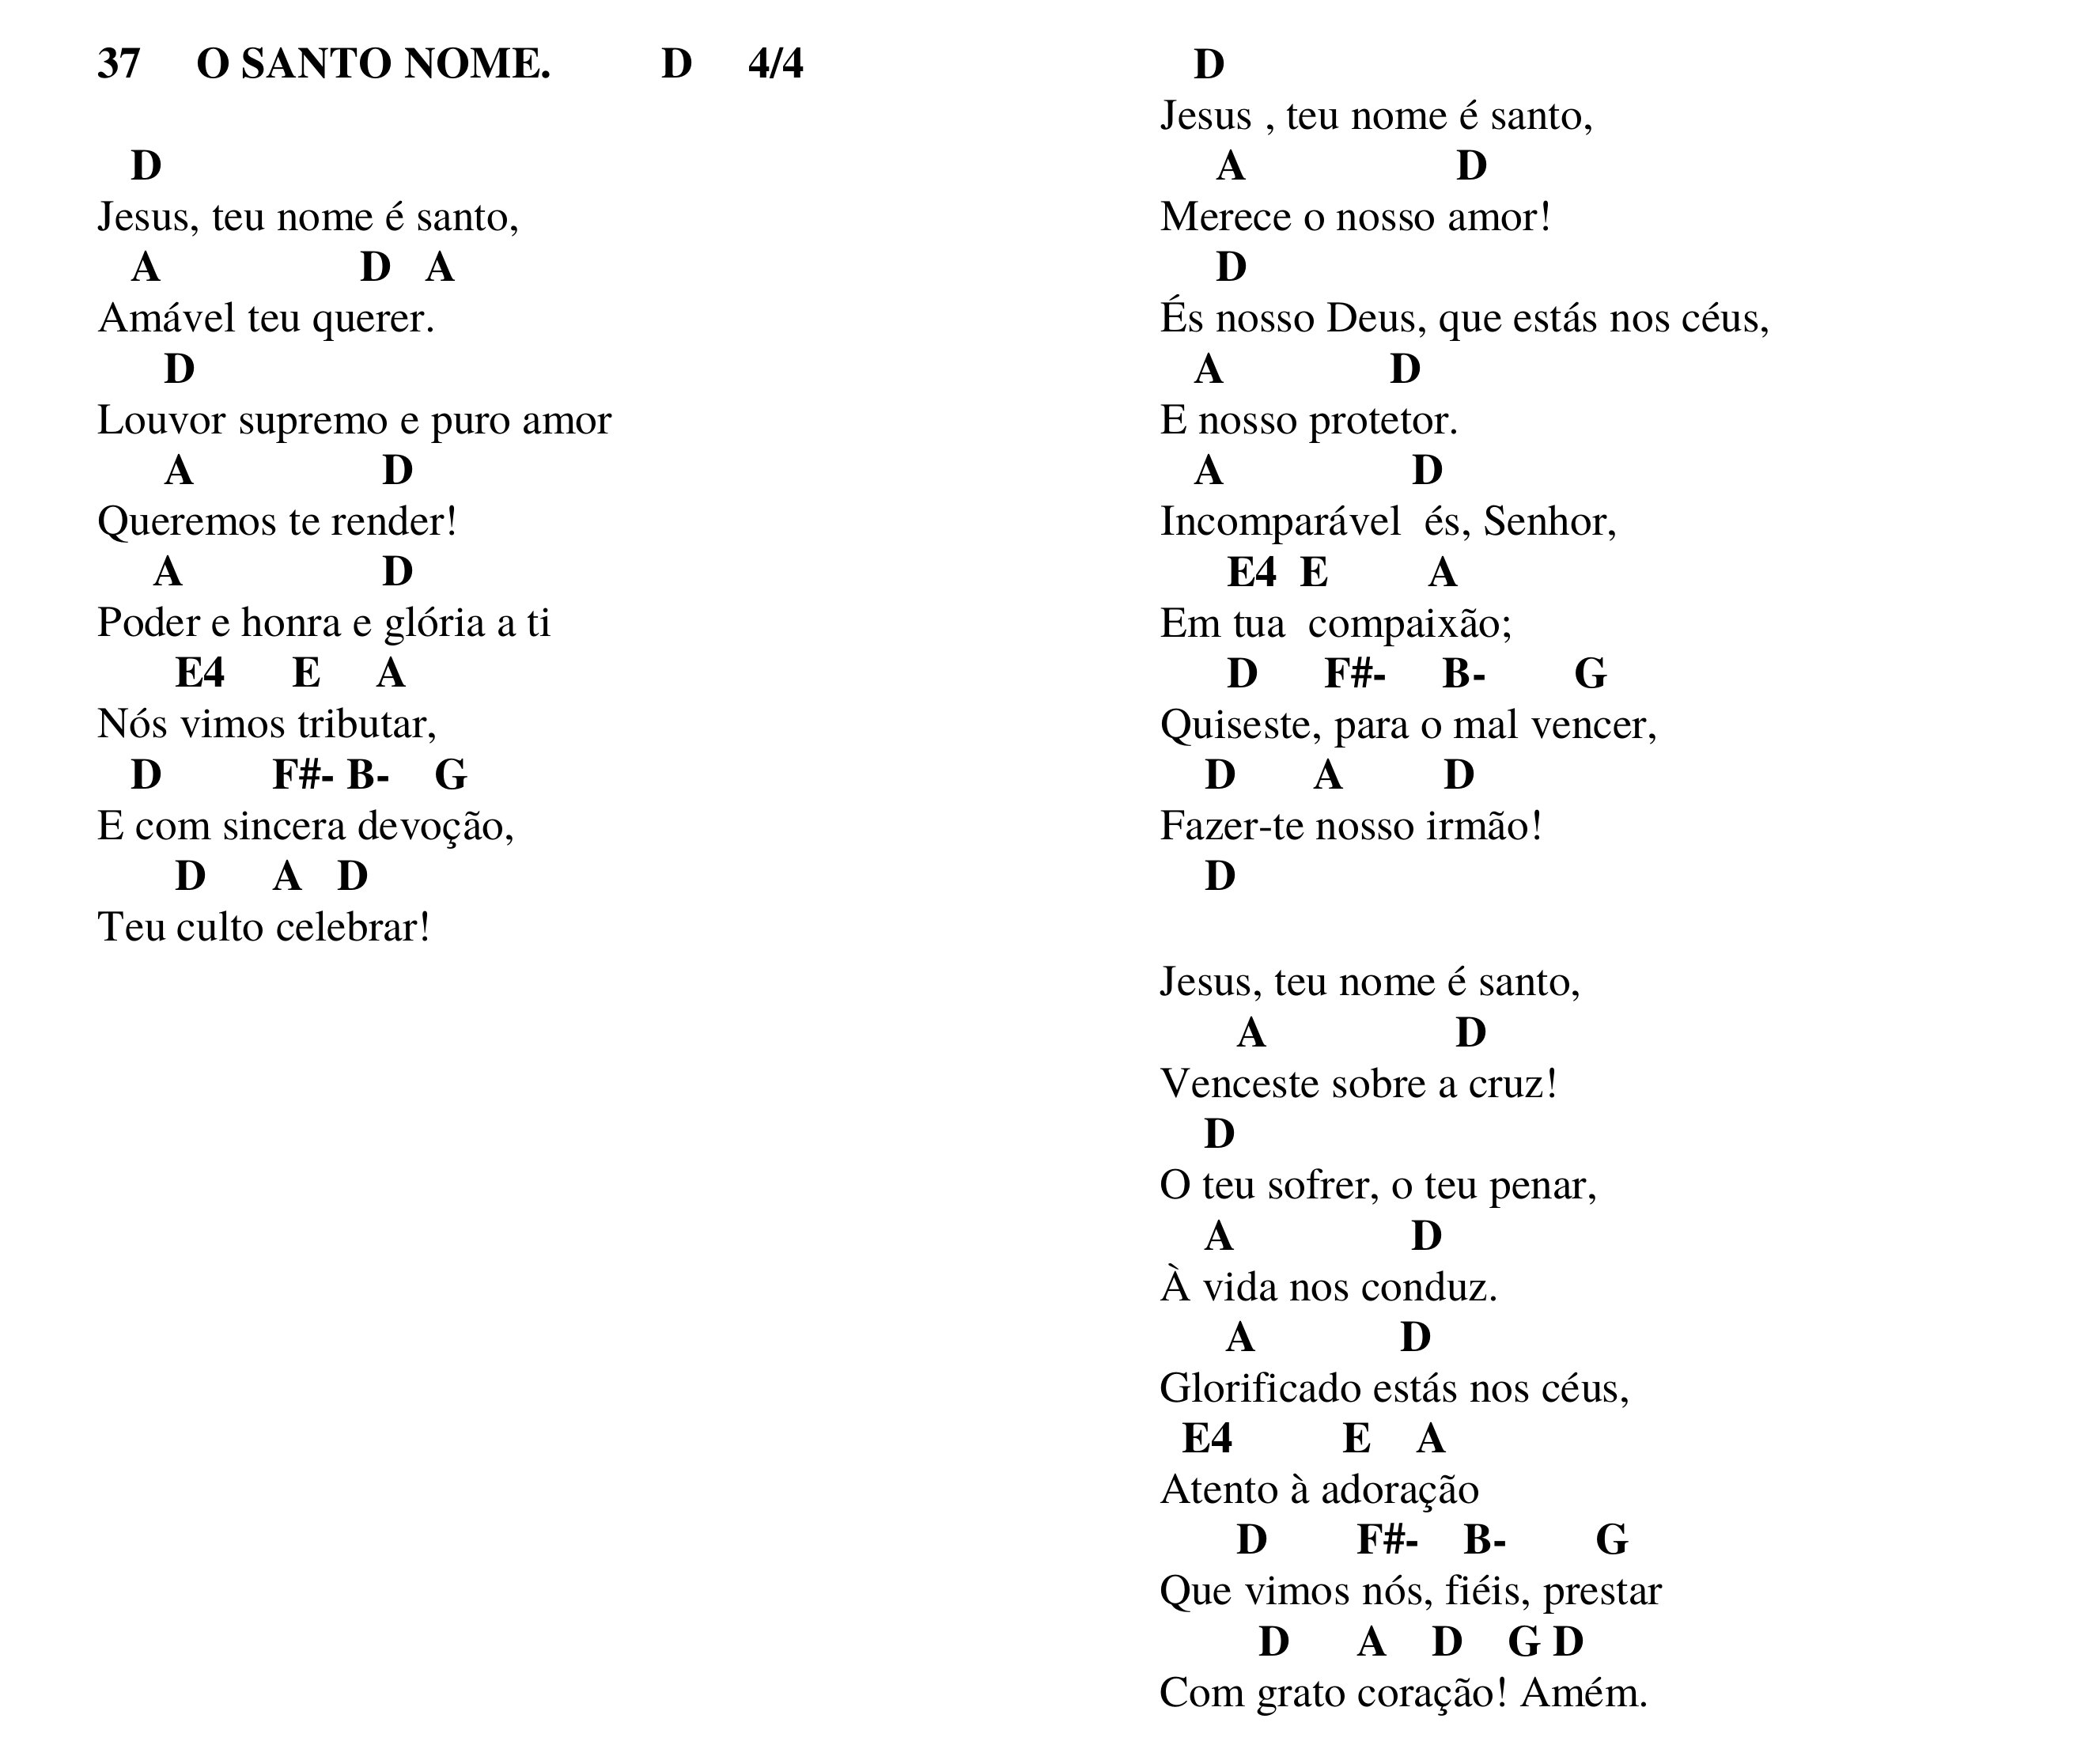 37     O SANTO NOME.          D     4/4
   D
Jesus, teu nome é santo,
   A                  D   A
Amável teu querer.
      D
Louvor supremo e puro amor
      A                 D
Queremos te render!
     A                  D
Poder e honra e glória a ti
       E4      E     A
Nós vimos tributar,
   D          F#- B-    G
E com sincera devoção,
       D      A   D
Teu culto celebrar!
   D
Jesus , teu nome é santo,
     A                   D
Merece o nosso amor!
     D
És nosso Deus, que estás nos céus,
   A               D
E nosso protetor.
   A                 D
Incomparável  és, Senhor,
      E4  E         A
Em tua  compaixão;
      D      F#-     B-        G
Quiseste, para o mal vencer,
    D       A         D
Fazer-te nosso irmão!
    D
Jesus, teu nome é santo,
       A                 D
Venceste sobre a cruz!
    D
O teu sofrer, o teu penar,
    A                D
À vida nos conduz.
      A             D
Glorificado estás nos céus,
  E4          E    A
Atento à adoração
       D        F#-    B-        G
Que vimos nós, fiéis, prestar
         D      A    D    G D
Com grato coração! Amém.